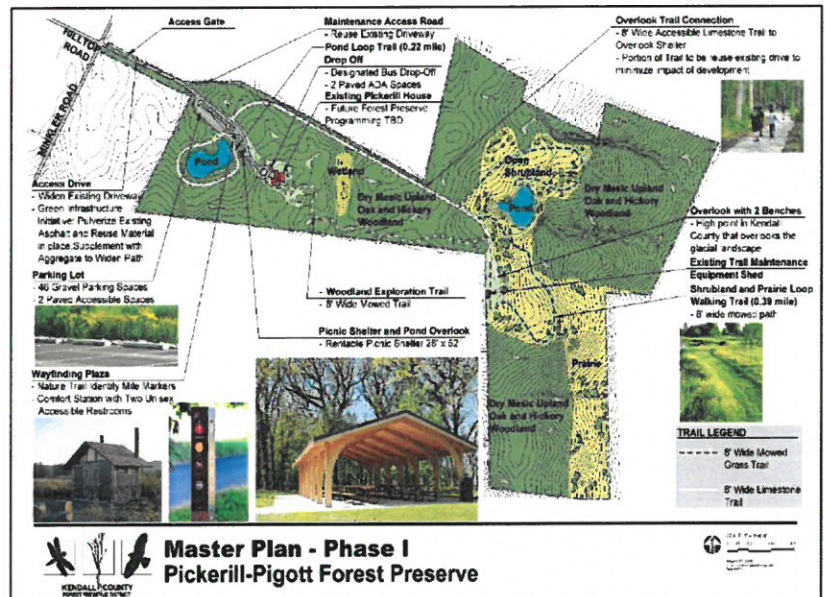 Access Gate
HILLTOP
ROAD
MINKLER ROAD
Maintenance Access Road
- Reuse Existing Driveway
Pond Loop Trail (0.22 mile)
Drop Off
- Designated Bus Drop-Off
- 2 Paved ADA Spaces
Existing Pickerill House
- Future Forest Preserve
Programming TBD
Overlook Trail Connection
- 8' Wide Accessible Limestone Trail to
Overlook Shelter
- Portion of Trail to be reuse existing drive to
minimize impact of development
Pond
Wetland
Dry Mesic Upland
Oak and Hickory
Woodland
Open
Shrubland
Pond
Dry Mesic Upland
Oak and Hickory
Woodland
Access Drive
- Widen Existing Driveway
- Green Infrastructure
Initiative: Pulverize Existing
Asphalt and Reuse Material
in place. Supplement with
Aggregate to Widen Path
Parking Lot
- 46 Gravel Parking Spaces
- 2 Paved Accessible Spaces
Overlook with 2 Benches
- High point in Kendall
County that overlooks the
glacial landscape
Existing Trail Maintenance
Equipment Shed
Shrubland and Prairie Loop
Walking Trail (0.39 mile)
- 8' wide mowed path
- Woodland Exploration Trail
- 8' Wide Mowed Trail
Picnic Shelter and Pond Overlook
- Rentable Picnic Shelter 26' x 52'
Prairie
Dry Mesic Upland
Oak and Hickory
Woodland
Wayfinding Plaza
- Nature Trail Identity Mile Markers
- Comfort Station with Two Unisex
Accessible Restrooms
TRAIL LEGEND
8' Wide Mowed
Grass Trail
8' Wide Limestone
Trail
KENDALL COUNTY
FOREST PRESERVE DISTRICT
Master Plan - Phase I
Pickerill-Pigott Forest Preserve